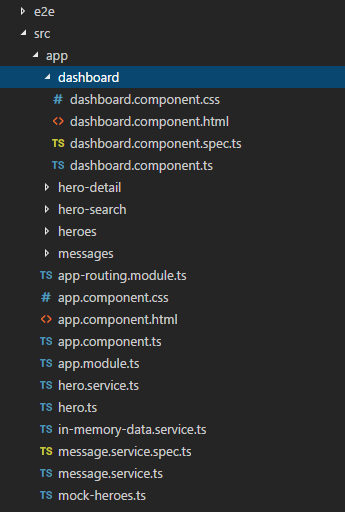 e2e
src
app
dashboard
# dashboard.component.css
<> dashboard.component.html
TS dashboard.component.spec.ts
TS dashboard.component.ts
hero-detail
hero-search
heroes
messages
TS app-routing.module.ts
# app.component.css
<> app.component.html
TS app.component.ts
TS app.module.ts
TS hero.service.ts
TS hero.ts
TS in-memory-data.service.ts
TS message.service.spec.ts
TS message.service.ts
TS mock-heroes.ts